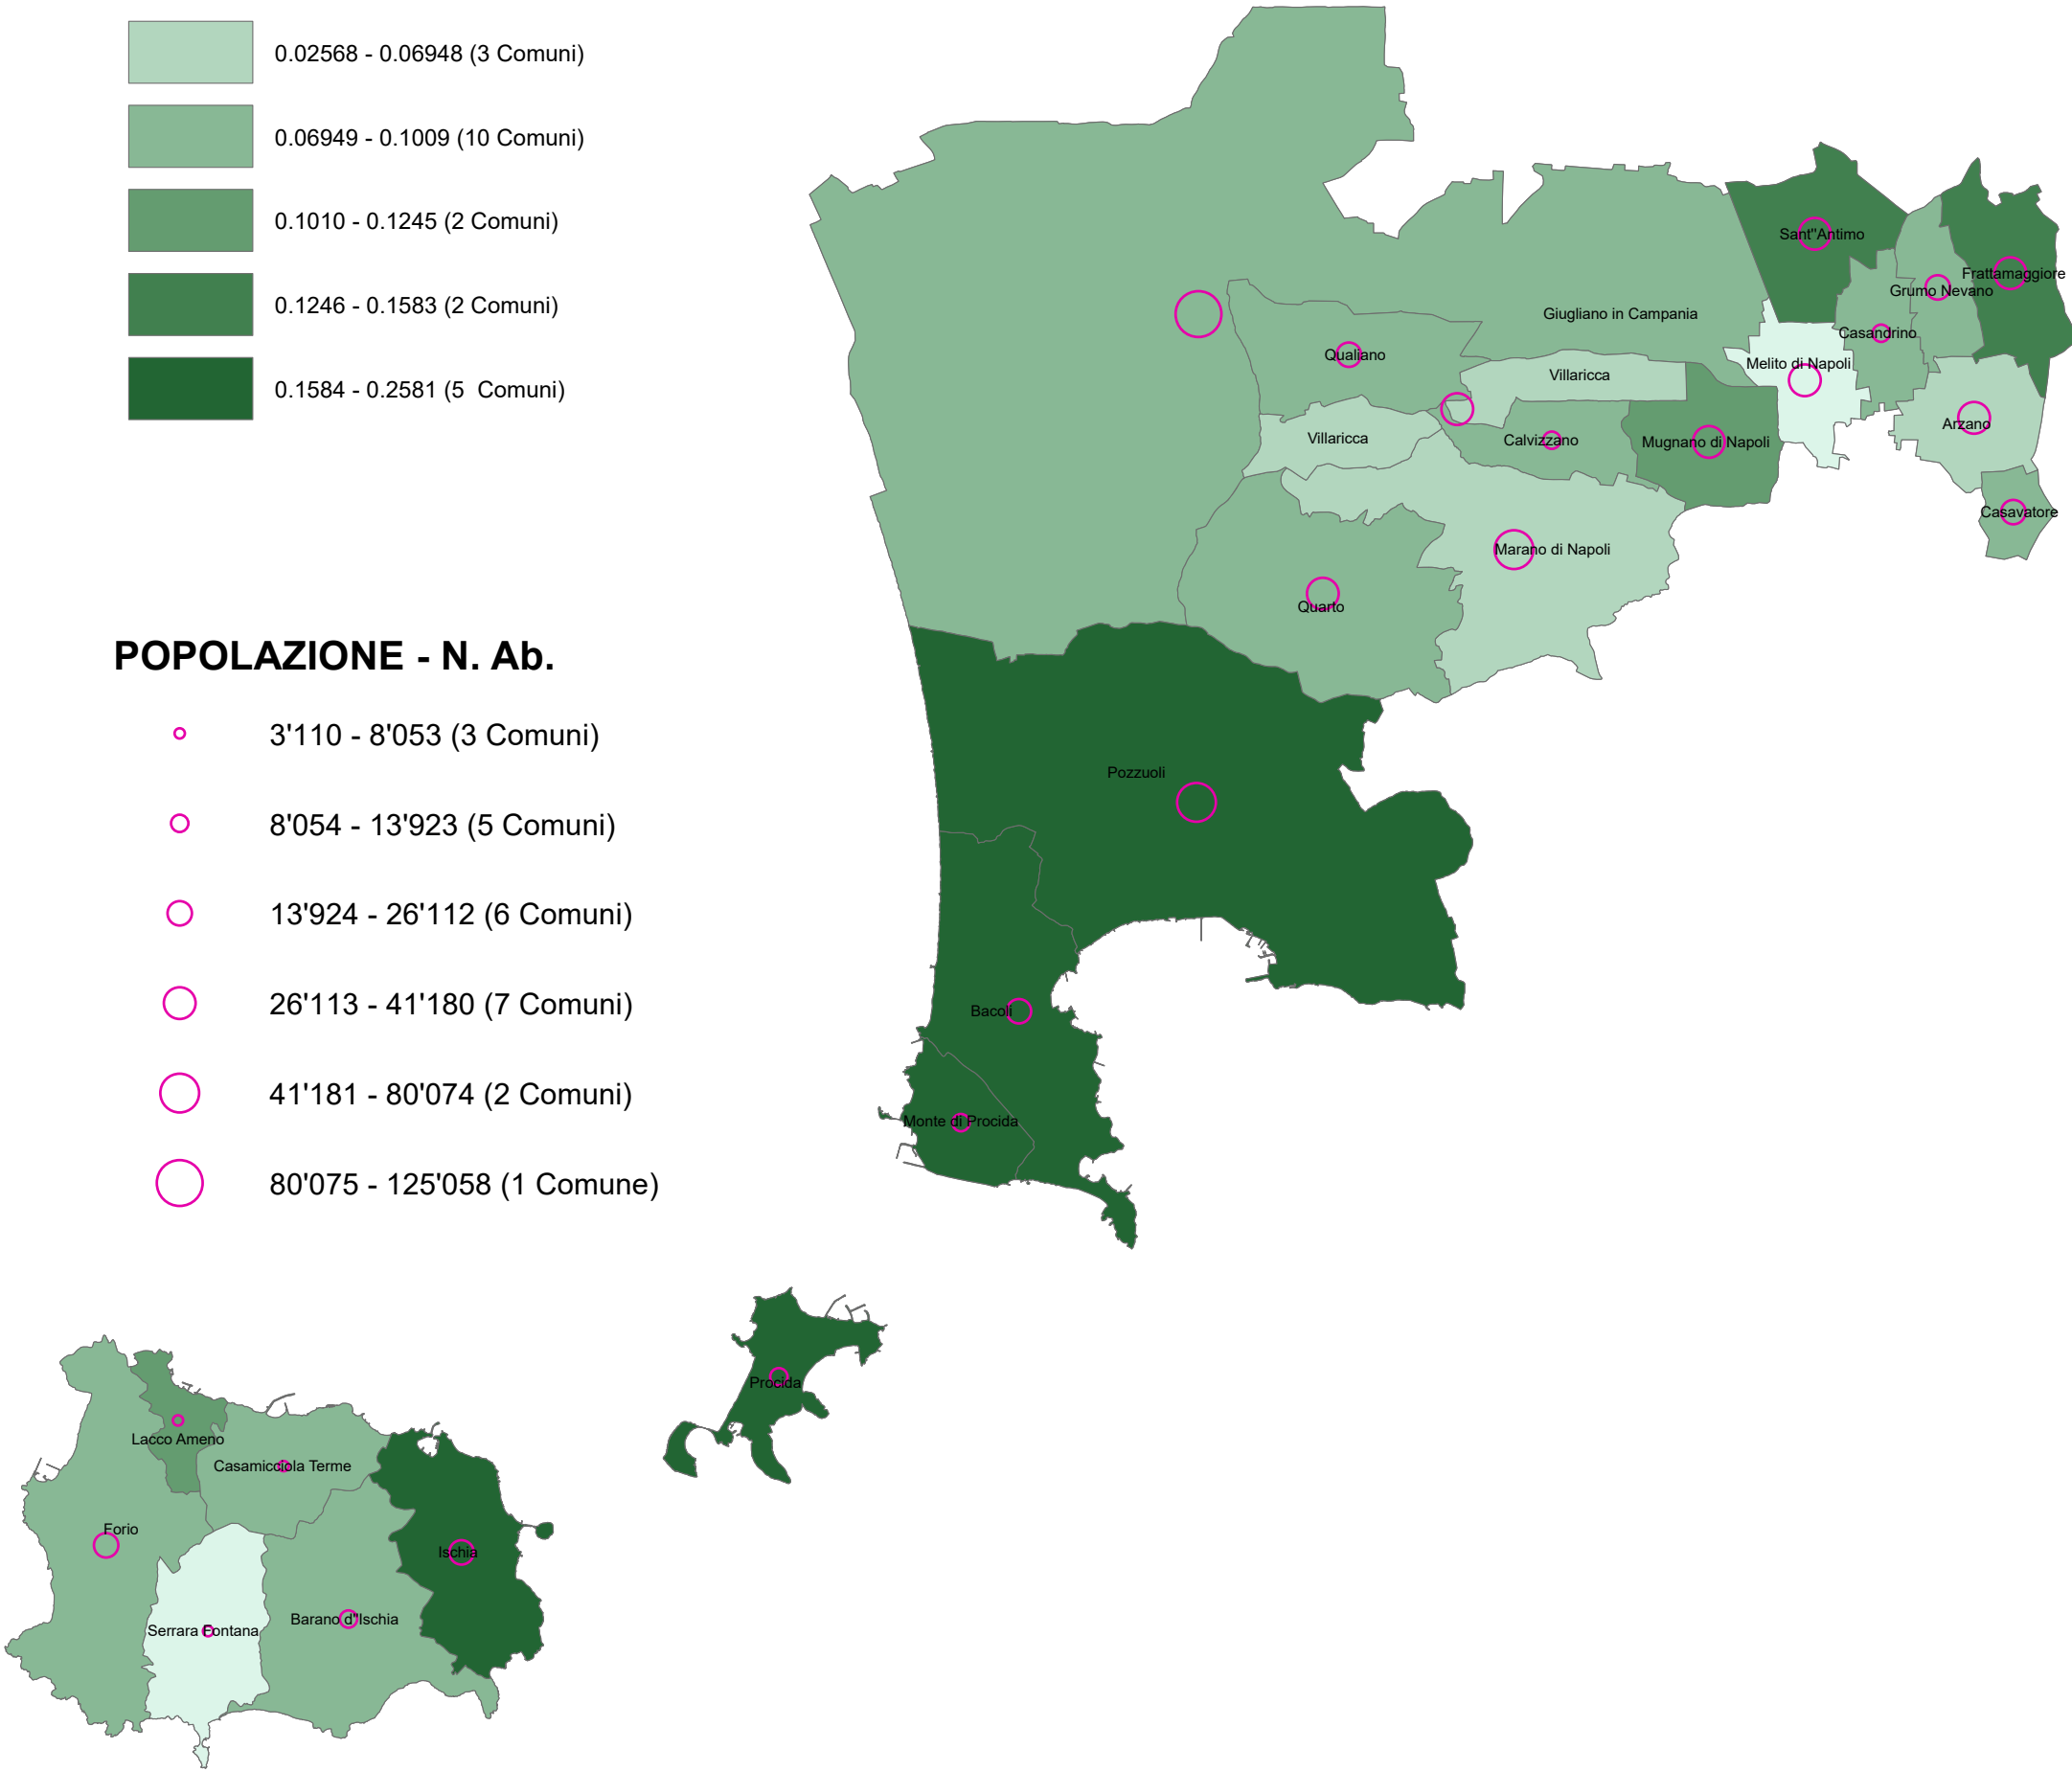 0.02568 - 0.06948 (3 Comuni)
0.06949 - 0.1009 (10 Comuni)
0.1010 - 0.1245 (2 Comuni)
0.1246 - 0.1583 (2 Comuni)
0.1584 - 0.2581 (5  Comuni)
POPOLAZIONE - N. Ab.
3'110 - 8'053 (3 Comuni)
8'054 - 13'923 (5 Comuni)
13'924 - 26'112 (6 Comuni)
26'113 - 41'180 (7 Comuni)
41'181 - 80'074 (2 Comuni)
80'075 - 125'058 (1 Comune)
Sant''Antimo
Frattamaggiore
Grumo Nevano
Giugliano in Campania
Casandrino
Qualiano
Melito di Napoli
Villaricca
Arzano
Villaricca
Calvizzano
Mugnano di Napoli
Casavatore
Marano di Napoli
Quarto
Pozzuoli
Bacoli
Monte di Procida
Procida
Lacco Ameno
Casamicciola Terme
Forio
Ischia
Barano d''Ischia
Serrara Fontana